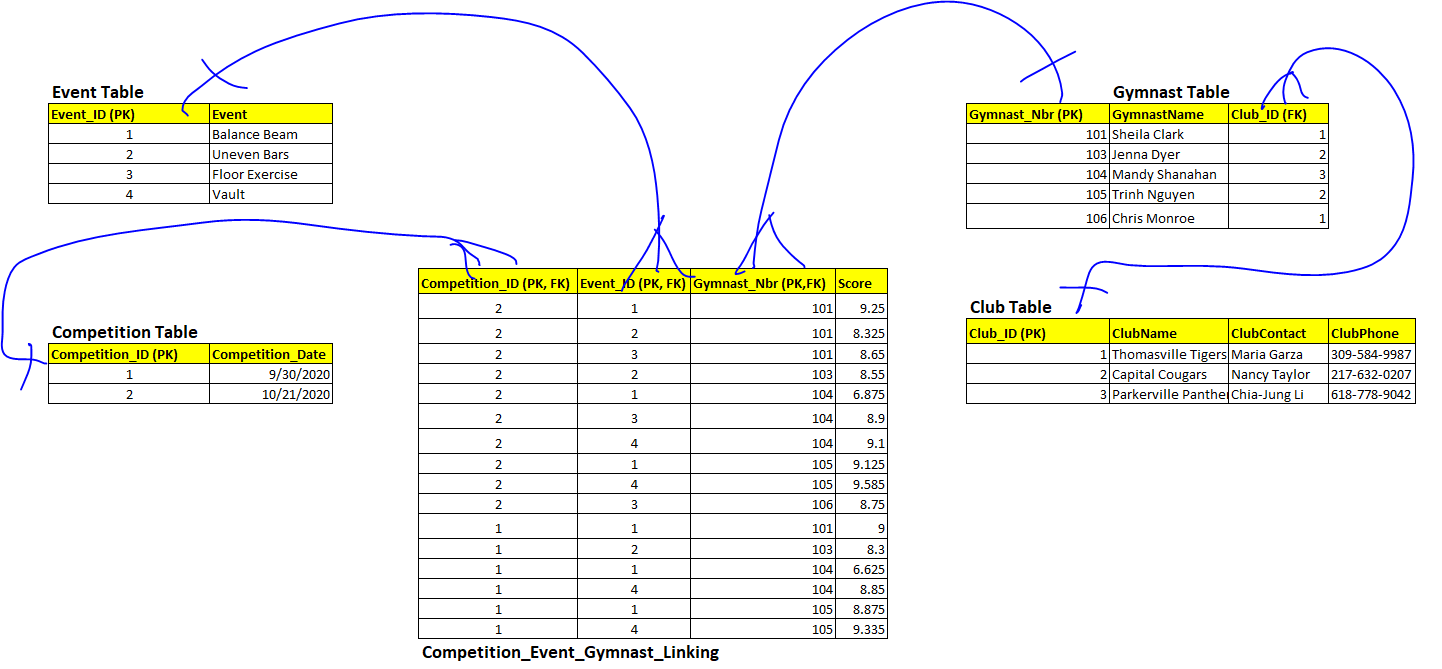 Event Table
Event_ID (PK) Event
1 Balance Beam
2 Uneven Bars
3 Floor Exercise
4 Vault
Gymnast Table
Gymnast_Nbr (PK) GymnastName Club_ID (FK)
101 Sheila Clark 1
103 Jenna Dyer 2
104 Mandy Shanahan 3
105 Trinh Nguyen 2
106 Chris Monroe 1
Competition Table
Competition_ID (PK) Competition_Date
1 9/30/2020
2 10/21/2020
Competition_ID (PK, FK) Event_ID (PK, FK) Gymnast_Nbr (PK,FK) Score
2 1 101 9.25
2 2 101 8.325
2 3 101 8.65
2 2 103 8.55
2 1 104 6.875
2 3 104 8.9
2 4 104 9.1
2 1 105 9.125
2 4 105 9.585
2 3 106 8.75
1 1 101 9
1 2 103 8.3
1 1 104 6.625
1 4 104 8.85
1 1 105 8.875
1 4 105 9.335
Competition_Event_Gymnast_Linking
Club Table
Club_ID (PK) ClubName ClubContact ClubPhone
1 Thomasville Tigers Maria Garza 309-584-9987
2 Capital Cougars Nancy Taylor 217-632-0207
3 Parkerville Panther Chia-Jung Li 618-778-9042